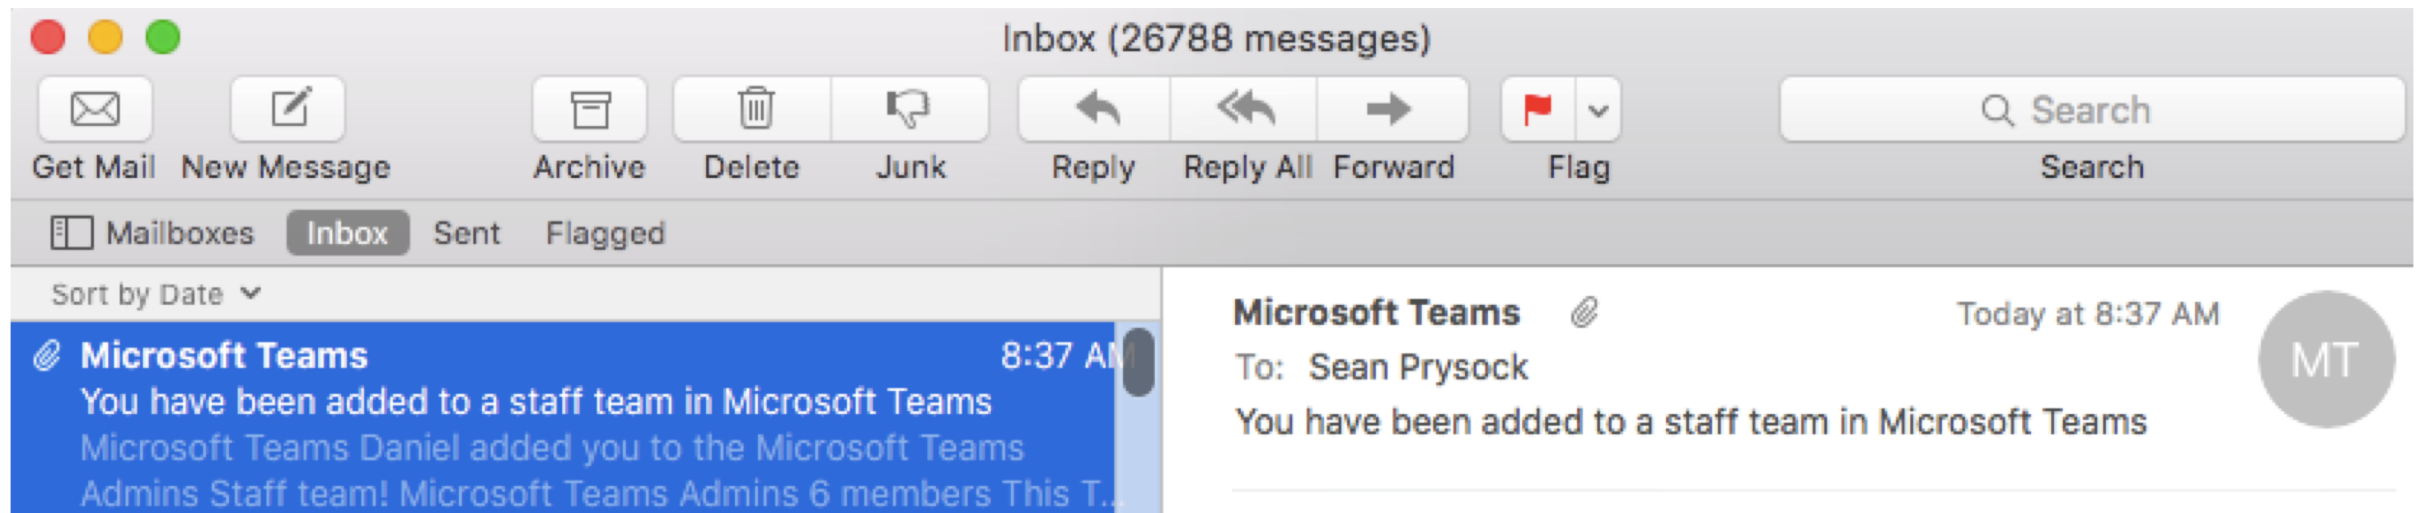 Inbox (26788 messages)
Search
Get Mail New Message Archive Delete Junk Reply Reply All Forward Flag Search
Mailboxes Inbox Sent Flagged
Sort by Date
Microsoft Teams 8:37 AM
You have been added to a staff team in Microsoft Teams
Microsoft Teams Daniel added you to the Microsoft Teams
Admins Staff team! Microsoft Teams Admins 6 members This T...
Microsoft Teams Today at 8:37 AM
MT
To: Sean Prysock
You have been added to a staff team in Microsoft Teams